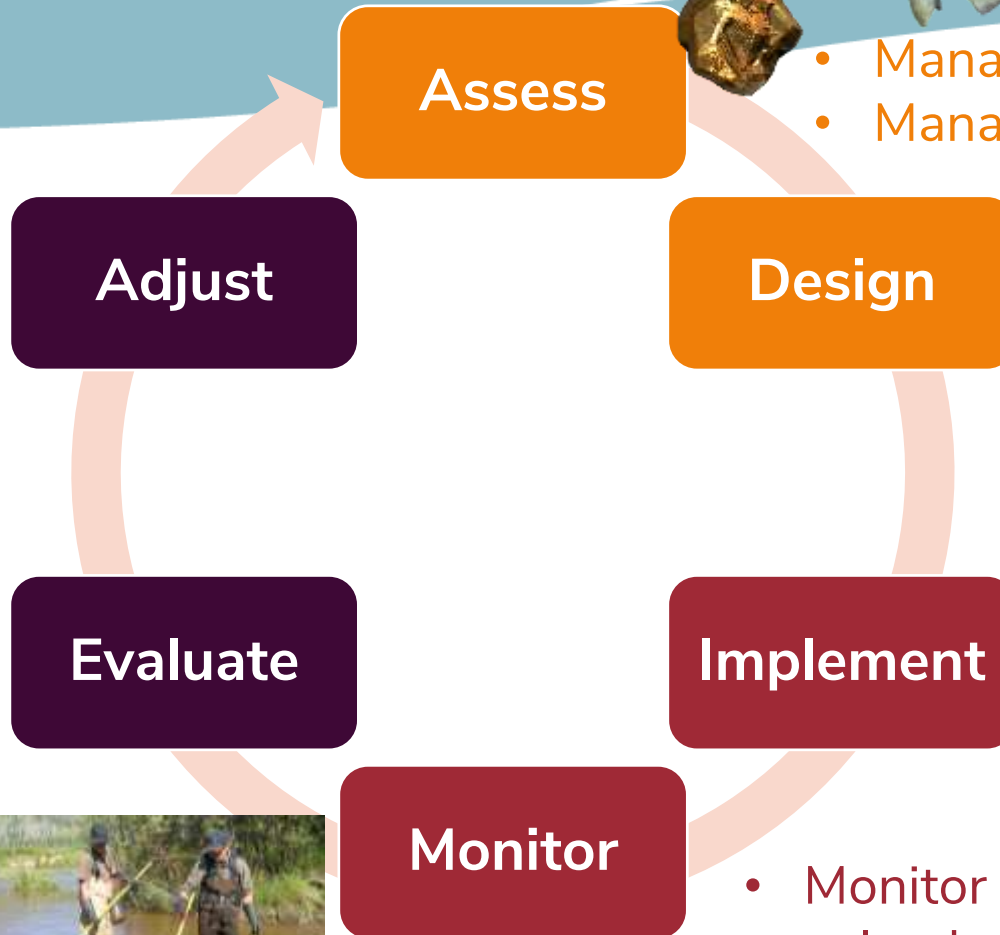 Assess
• Mana
• Mana
Adjust
Design
Evaluate
Implement
Monitor
• Monitor